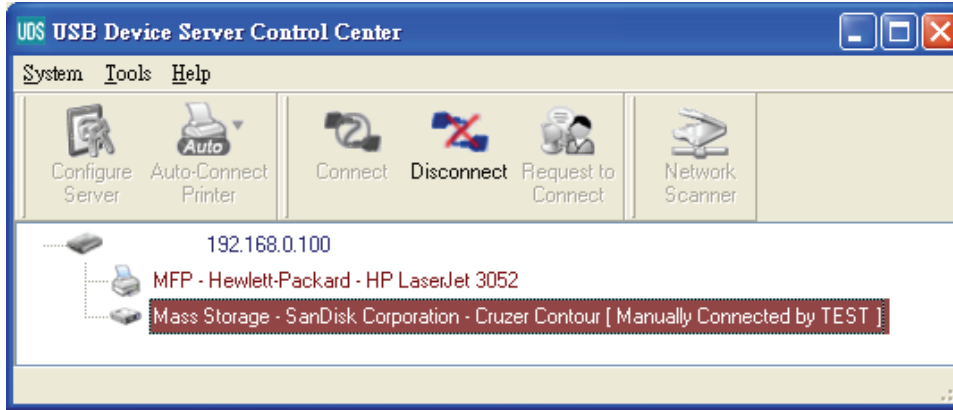 UDS USB Device Server Control Center
System Tools Help
Auto
Configure Server
Auto-Connect Printer
Connect
Disconnect
Request to Connect
Network Scanner
192.168.0.100
MFP - Hewlett-Packard - HP LaserJet 3052
Mass Storage - SanDisk Corporation - Cruzer Contour [ Manually Connected by TEST ]